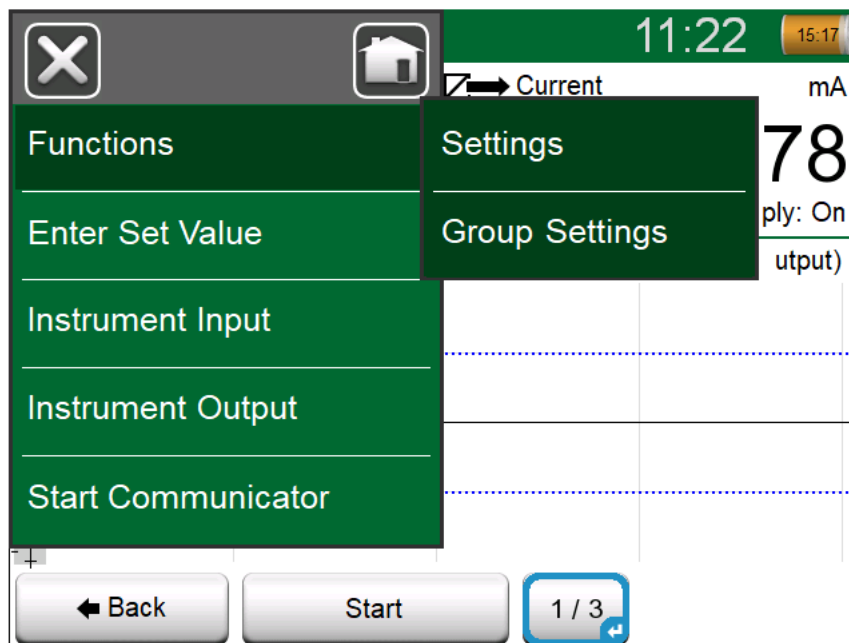 11:22
15:17
Current mA
Functions
Settings
78
Enter Set Value
Group Settings
ply: On
utput)
Instrument Input
Instrument Output
Start Communicator
Back
Start
1 / 3